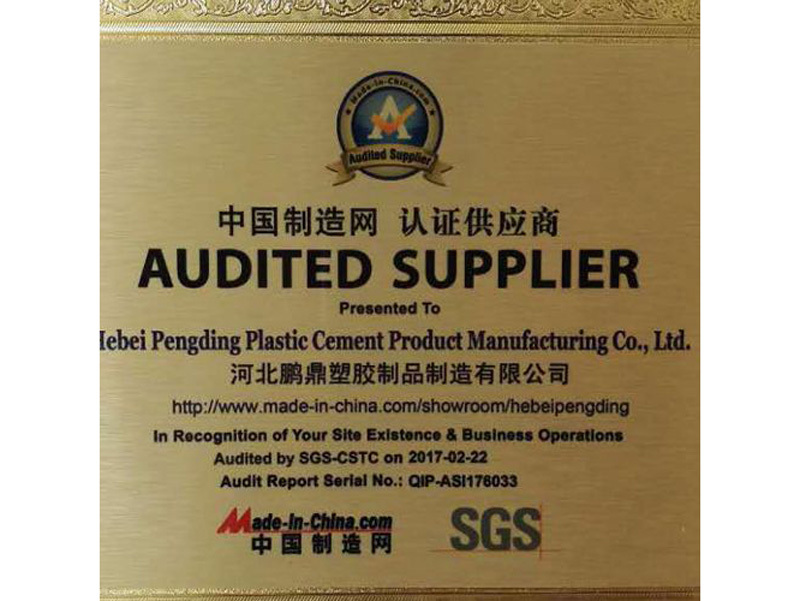 Made-in-China.com
A
Audited Supplier
中国制造网 认证供应商
AUDITED SUPPLIER
Presented To
Hebei Pengding Plastic Cement Product Manufacturing Co., Ltd.
河北鹏鼎塑胶制品制造有限公司
http://www.made-in-china.com/showroom/hebeipengding
In Recognition of Your Site Existence & Business Operations
Audited by SGS-CSTC on 2017-02-22
Audit Report Serial No.: QIP-ASI176033
Made-in-China.com
中国制造网
SGS